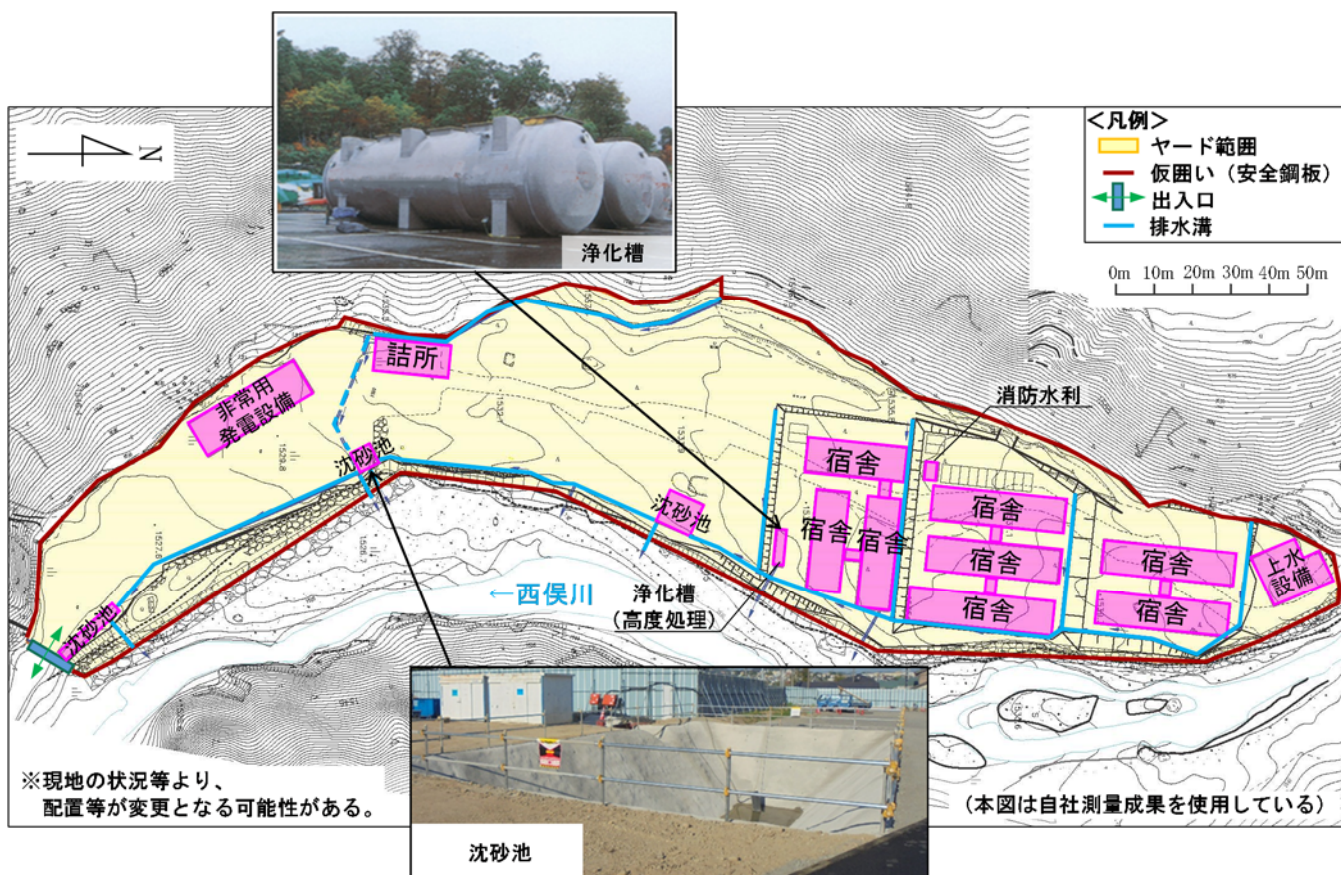 浄化槽
N
<凡例>
ヤード範囲
仮囲い（安全鋼板）
出入口
排水溝
0m 10m 20m 30m 40m 50m
詰所
非常用
発電設備
沈砂池
消防水利
宿舎
宿舎
宿舎
宿舎
宿舎
宿舎
宿舎
宿舎
上水
設備
沈砂池
浄化槽
（高度処理）
←西俣川
沈砂池
1529.8
1527.8
※現地の状況等より、
配置等が変更となる可能性がある。
（本図は自社測量成果を使用している）
沈砂池